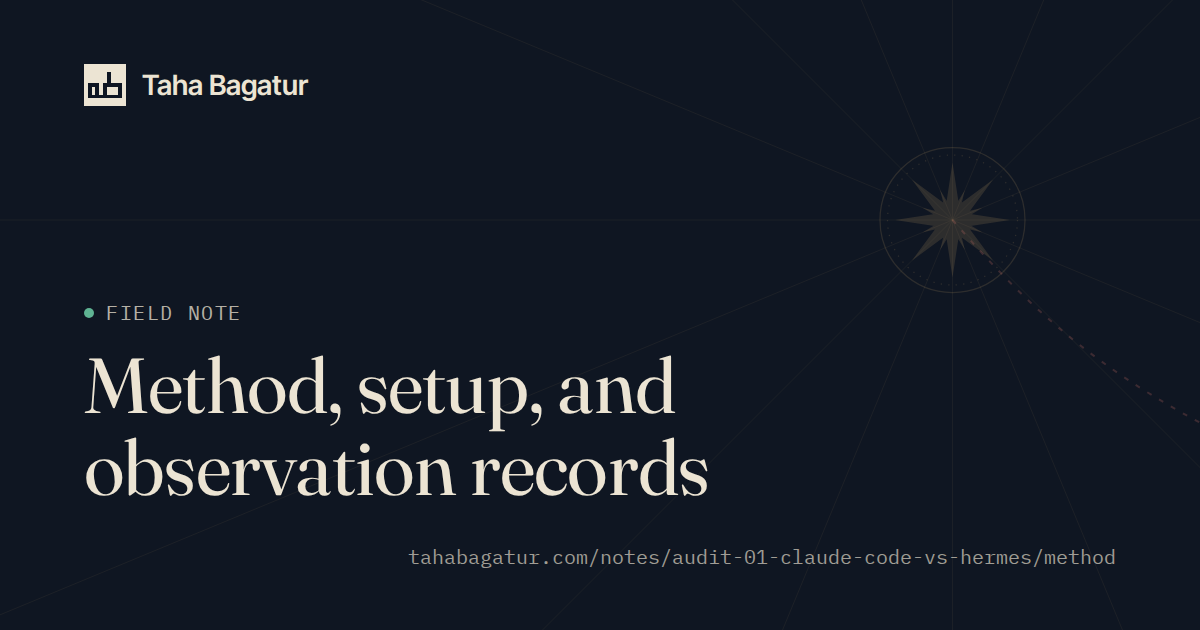 Taha Bagatur
FIELD NOTE
Method, setup, and
observation records
tahabagatur.com/notes/audit-01-claude-code-vs-hermes/method